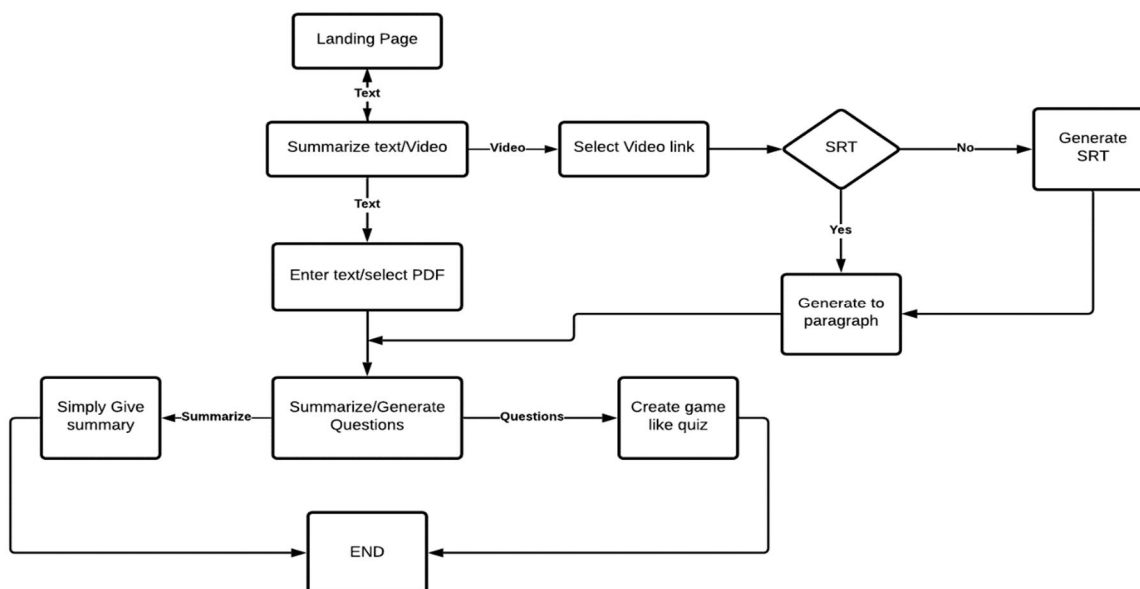 Landing Page
Text
Summarize text/Video
Video
Select Video link
SRT
No
Generate
SRT
Text
Yes
Enter text/select PDF
Generate to
paragraph
Simply Give
summary
Summarize
Summarize/Generate
Questions
Questions
Create game
like quiz
END